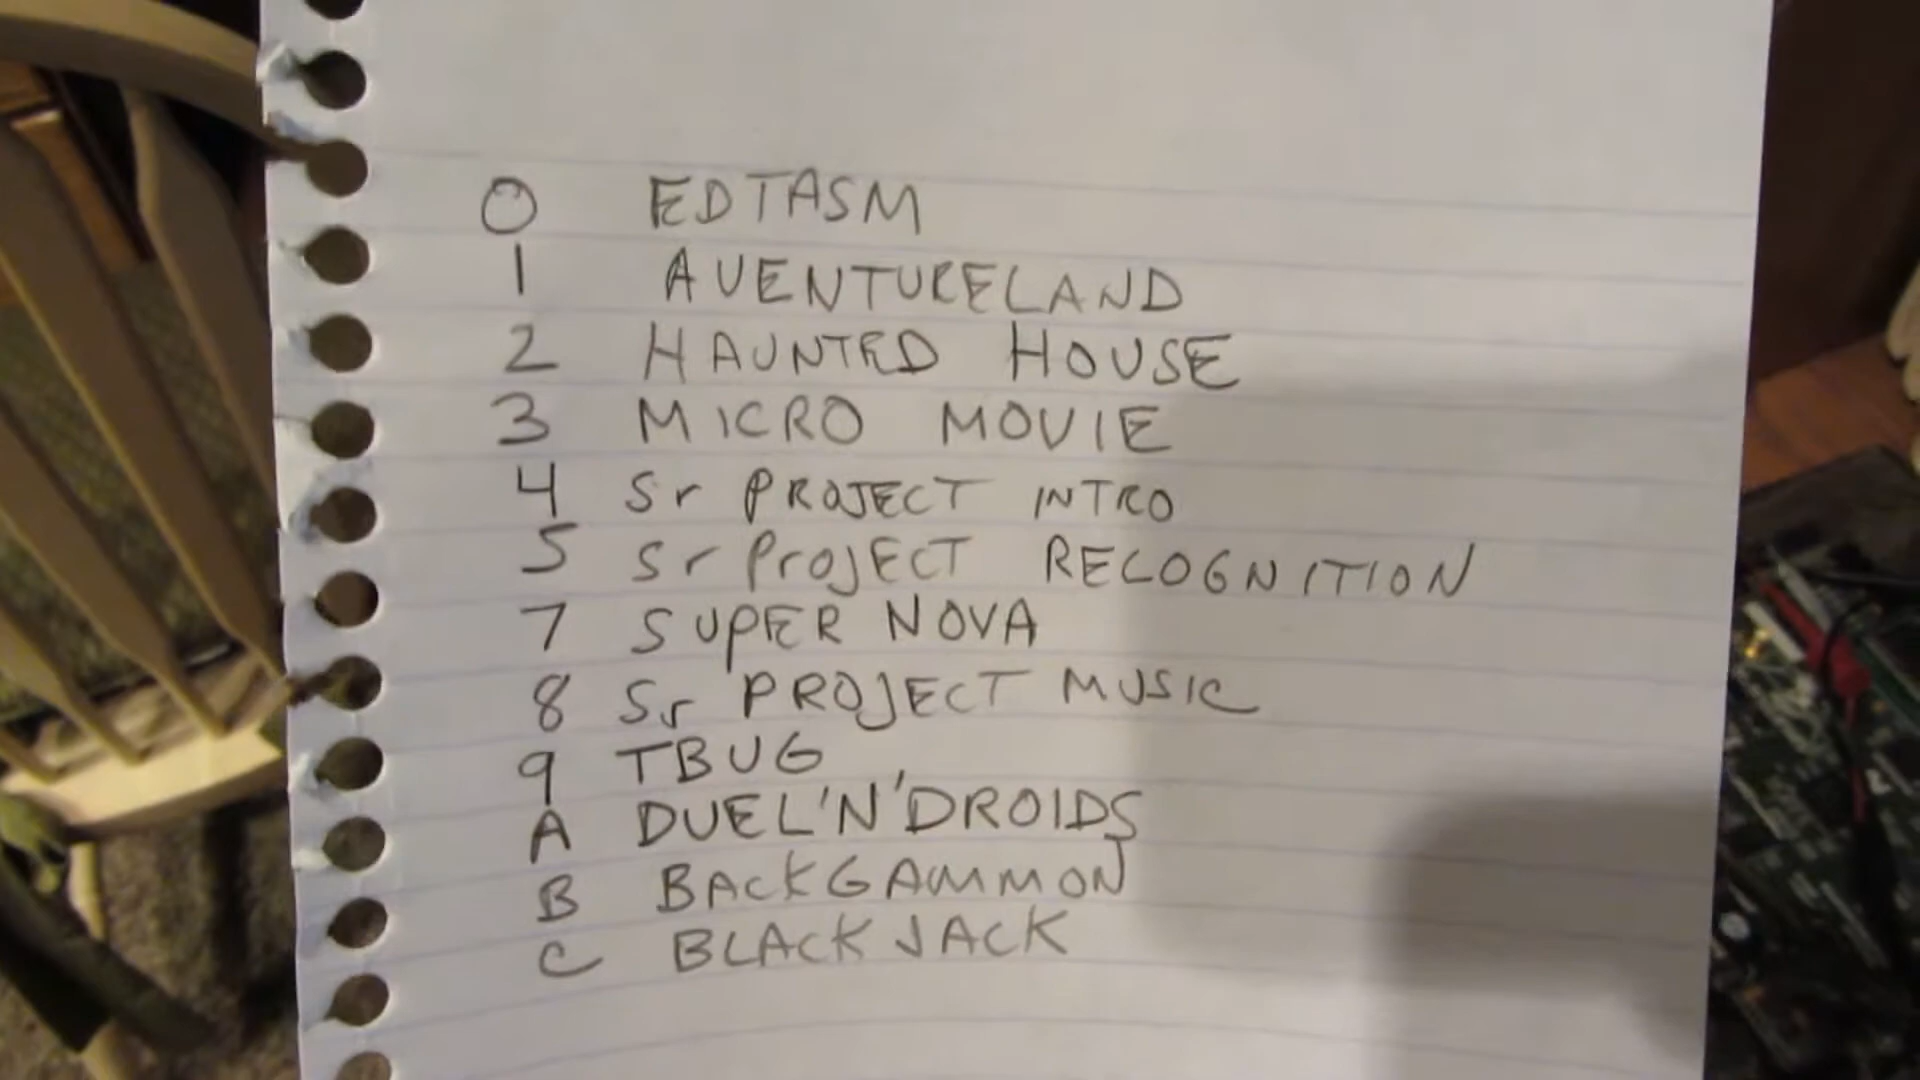 0 EDTASM
1 AVENTURELAND
2 HAUNTED HOUSE
3 MICRO MOVIE
4 Sr PROJECT INTRO
5 Sr ProJECT RECOGNITION
7 SUPER NOVA
8 Sr PROJECT MUSIC
9 TBUG
A DUEL'N'DROIDS
B BACKGAMMON
C BLACK JACK